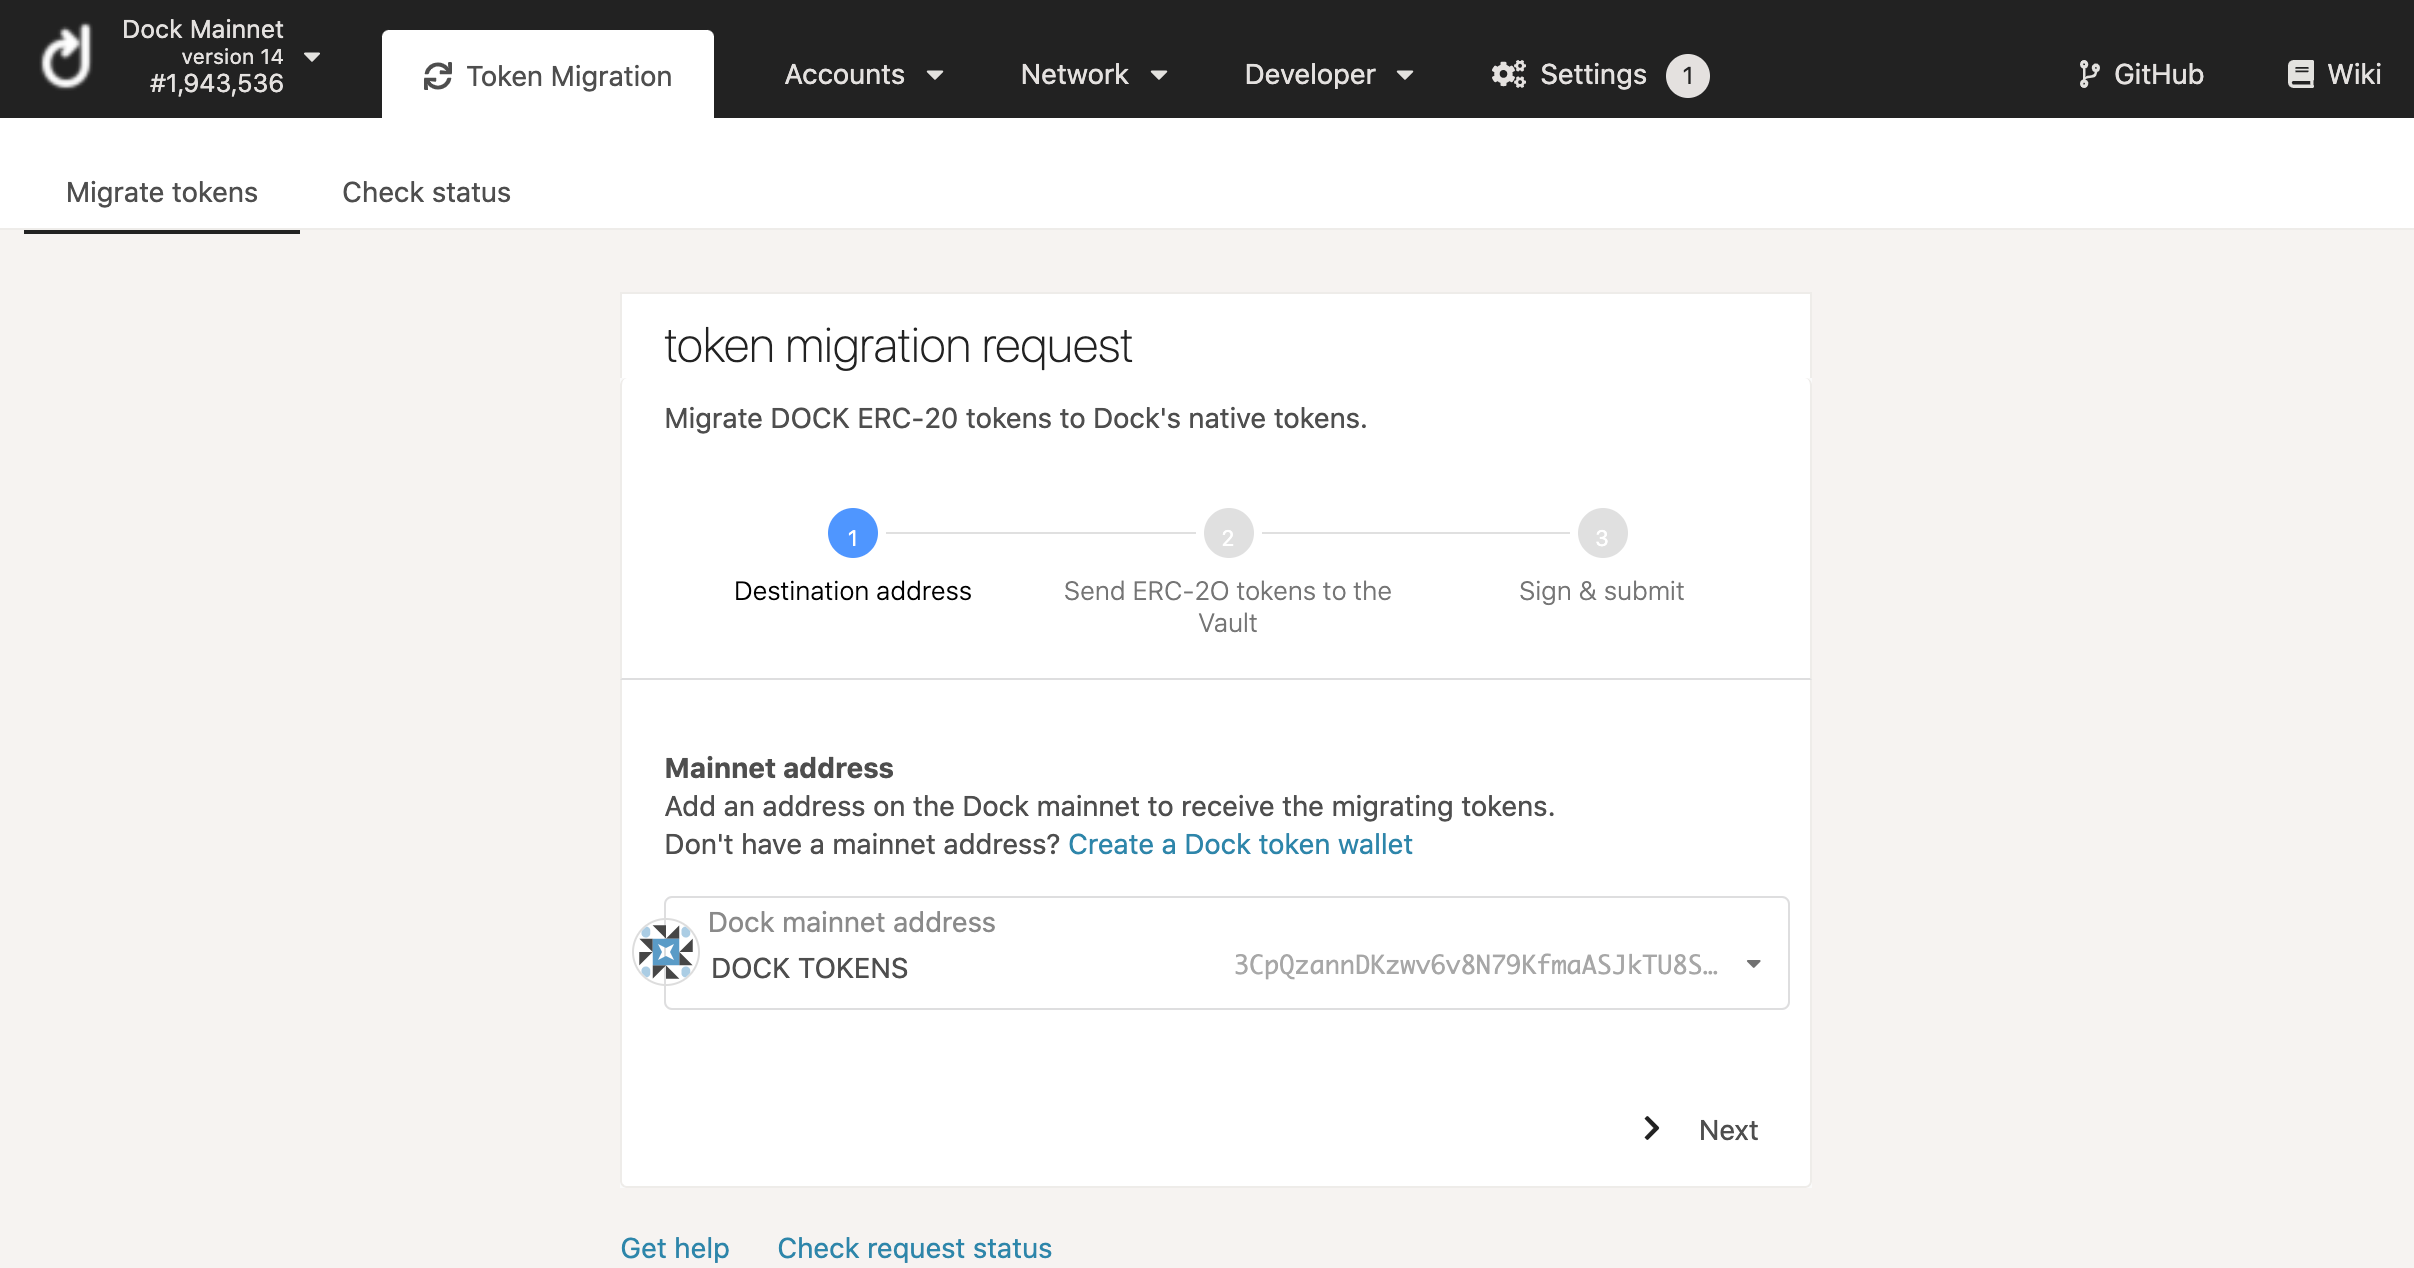 Dock Mainnet
version 14
#1,943,536
Token Migration
Accounts
Network
Developer
Settings 1
GitHub
Wiki
Migrate tokens
Check status
token migration request
Migrate DOCK ERC-20 tokens to Dock's native tokens.
1
Destination address
2
Send ERC-2O tokens to the
Vault
3
Sign & submit
Mainnet address
Add an address on the Dock mainnet to receive the migrating tokens.
Don't have a mainnet address? Create a Dock token wallet
Dock mainnet address
DOCK TOKENS
3CpQzannDKzwv6v8N79KfmaASJkTU8S…
Next
Get help
Check request status